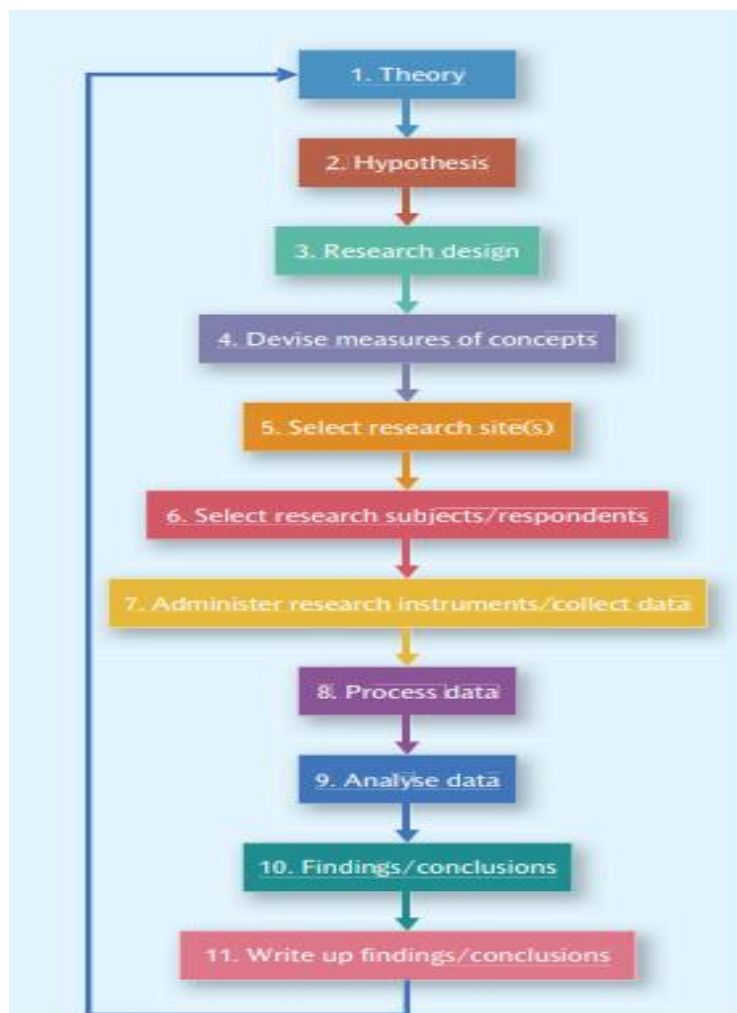 1. Theory
2. Hypothesis
3. Research design
4. Devise measures of concepts
5. Select research site(s)
6. Select research subjects/respondents
7. Administer research instruments/collect data
8. Process data
9. Analyse data
10. Findings/conclusions
11. Write up findings/conclusions